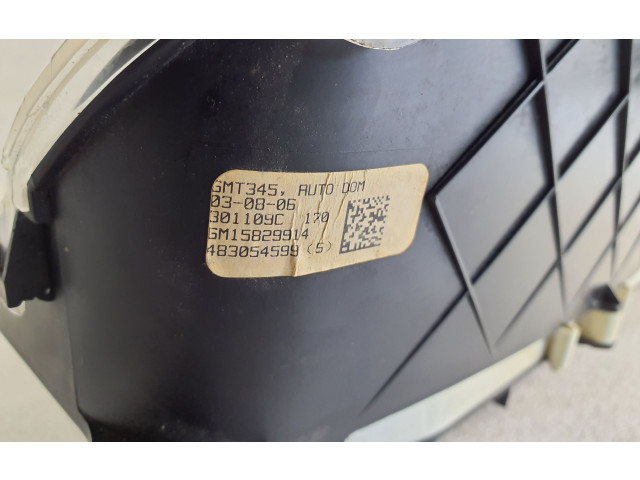 GMT345, AUTO DOM
03-08-06
301109C 170
GM15829914
483054599 (5)